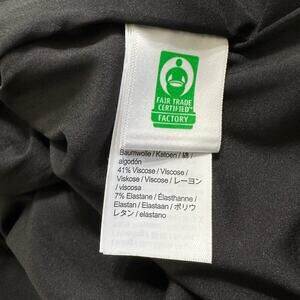 FAIR TRADE
CERTIFIED™
FACTORY
Baumwolle / Katoen / 綿 /
algodón
41% Viscose / Viscose /
Viskose / Viscose / レーヨン
/ viscosa
7% Elastane / Élasthanne /
Elastan / Elastaan / ポリウ
レタン / elastano